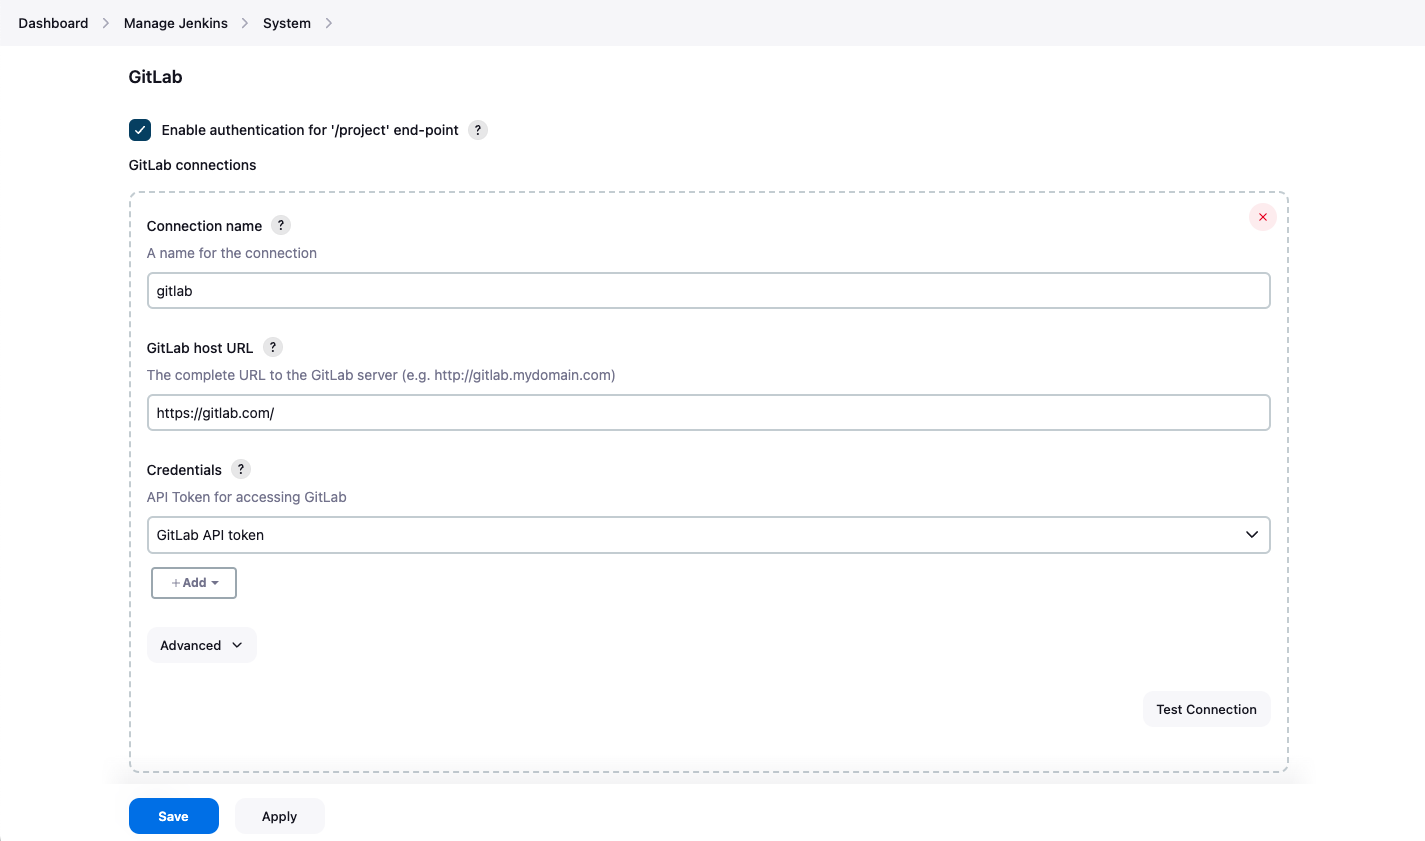 Dashboard Manage Jenkins System
GitLab
Enable authentication for '/project' end-point ?
GitLab connections
Connection name ?
A name for the connection
gitlab
GitLab host URL ?
The complete URL to the GitLab server (e.g. http://gitlab.mydomain.com)
https://gitlab.com/
Credentials ?
API Token for accessing GitLab
GitLab API token
+ Add
Advanced
Test Connection
Save Apply